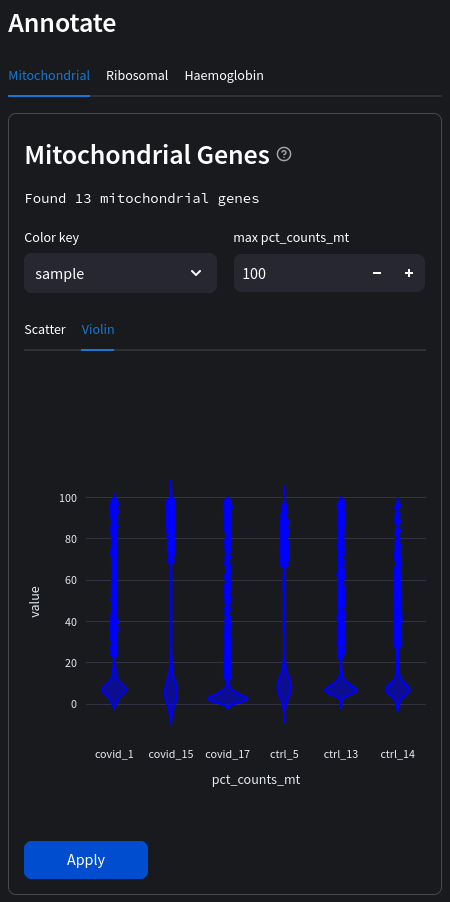 Annotate
Mitochondrial Ribosomal Haemoglobin
Mitochondrial Genes
Found 13 mitochondrial genes
Color key max pct_counts_mt
sample 100 − +
Scatter Violin
value
100
80
60
40
20
0
covid_1 covid_15 covid_17 ctrl_5 ctrl_13 ctrl_14
pct_counts_mt
Apply